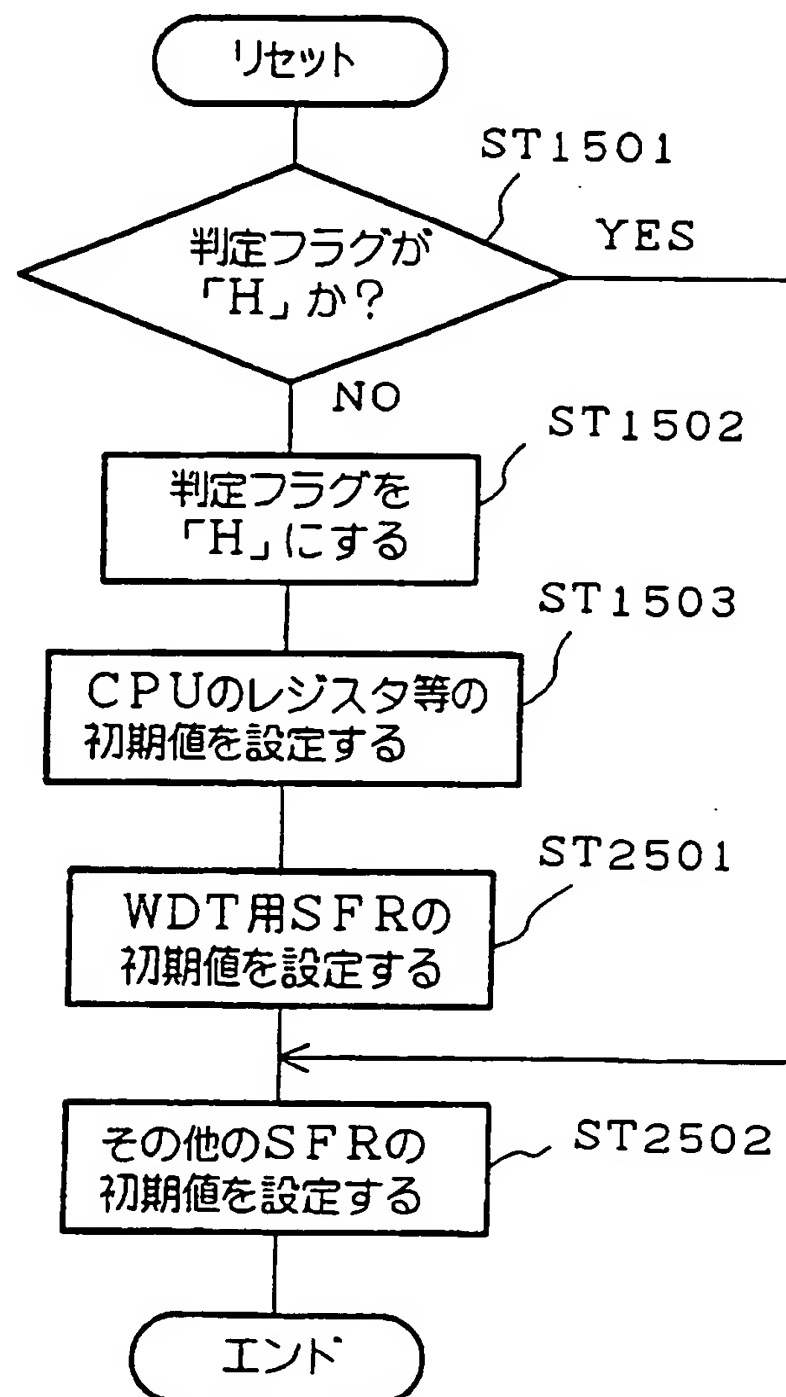 リセット
ST1501
判定フラグが
「H」か?
YES
NO
ST1502
判定フラグを
「H」にする
ST1503
CPUのレジスタ等の
初期値を設定する
ST2501
WDT用SFRの
初期値を設定する
その他のSFRの
初期値を設定する
ST2502
エンド